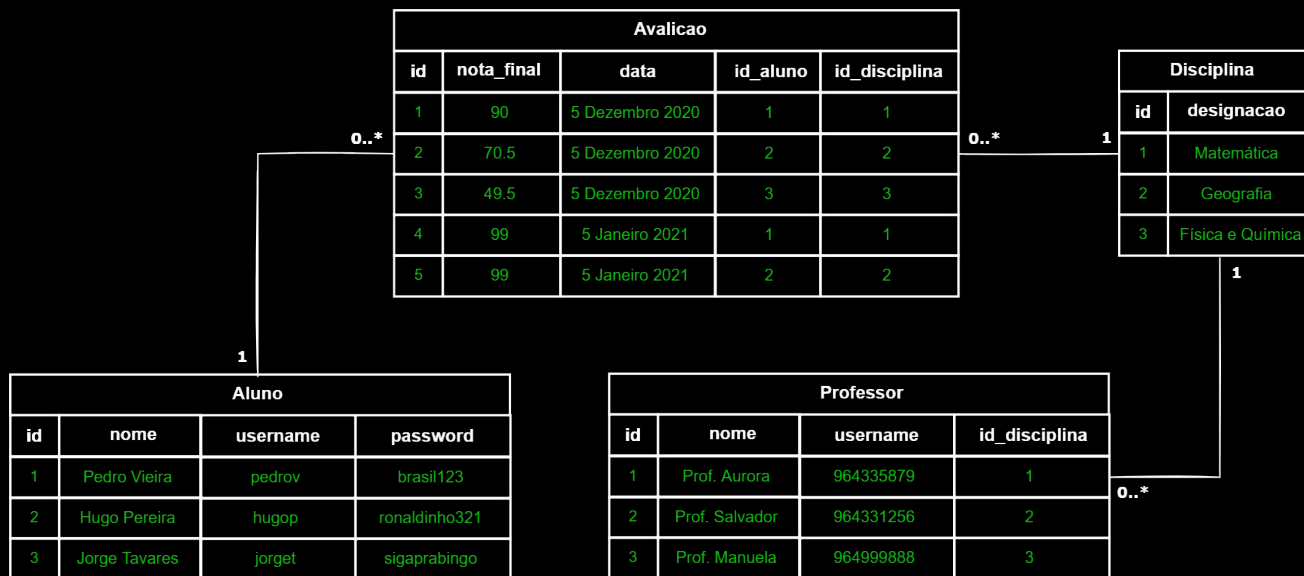 Avalicao
id nota_final data id_aluno id_disciplina
1 90 5 Dezembro 2020 1 1
2 70.5 5 Dezembro 2020 2 2
3 49.5 5 Dezembro 2020 3 3
4 99 5 Janeiro 2021 1 1
5 99 5 Janeiro 2021 2 2
Disciplina
id designacao
1 Matemática
2 Geografia
3 Física e Química
0..*
0..*
1
1
1
Aluno
id nome username password
1 Pedro Vieira pedrov brasil123
2 Hugo Pereira hugop ronaldinho321
3 Jorge Tavares jorget sigaprabingo
Professor
id nome username id_disciplina
1 Prof. Aurora 964335879 1
2 Prof. Salvador 964331256 2
3 Prof. Manuela 964999888 3
0..*